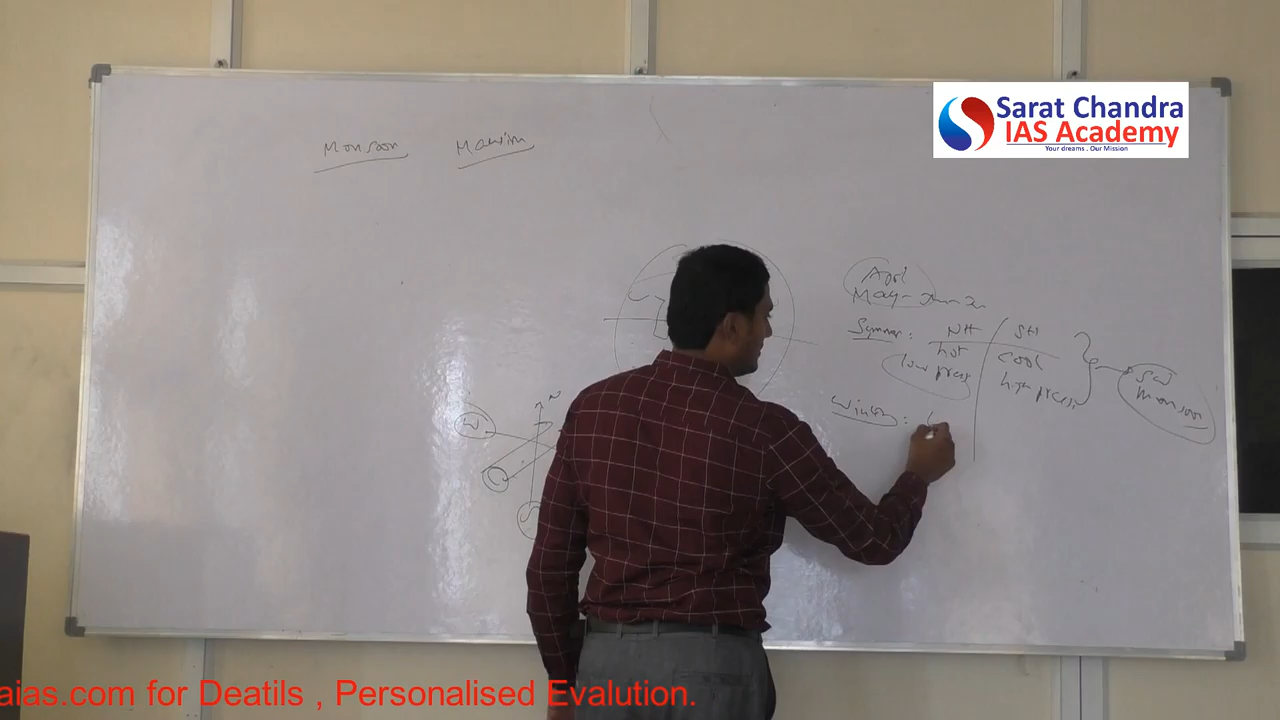 Monsoon Mausim
Sarat Chandra
IAS Academy
Your dreams . Our Mission
April
May - June
Summer : NH SH
hot cool
low press high press
SW
Monsoon
Winter :
N
W
S
aias.com for Deatils , Personalised Evalution.